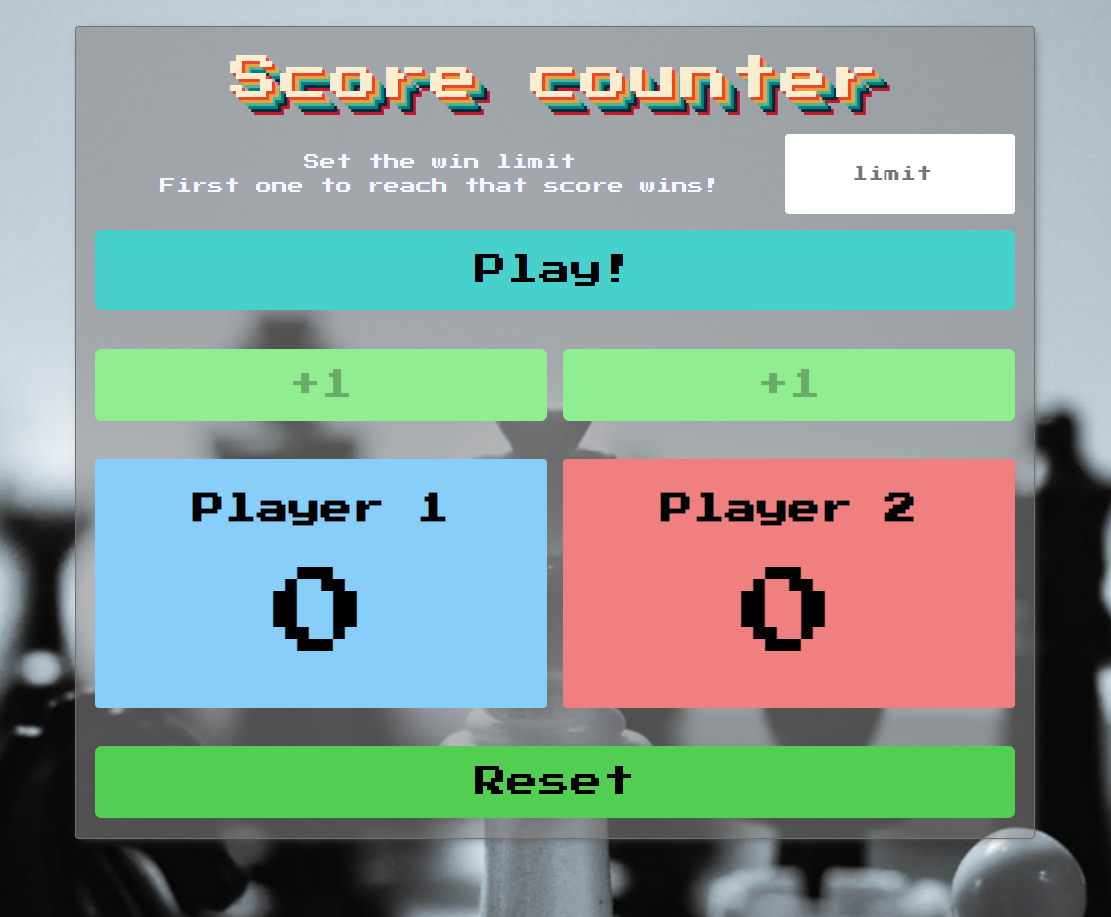 Score counter
Set the win limit
First one to reach that score wins!
limit
Play!
+1
+1
Player 1
0
Player 2
0
Reset